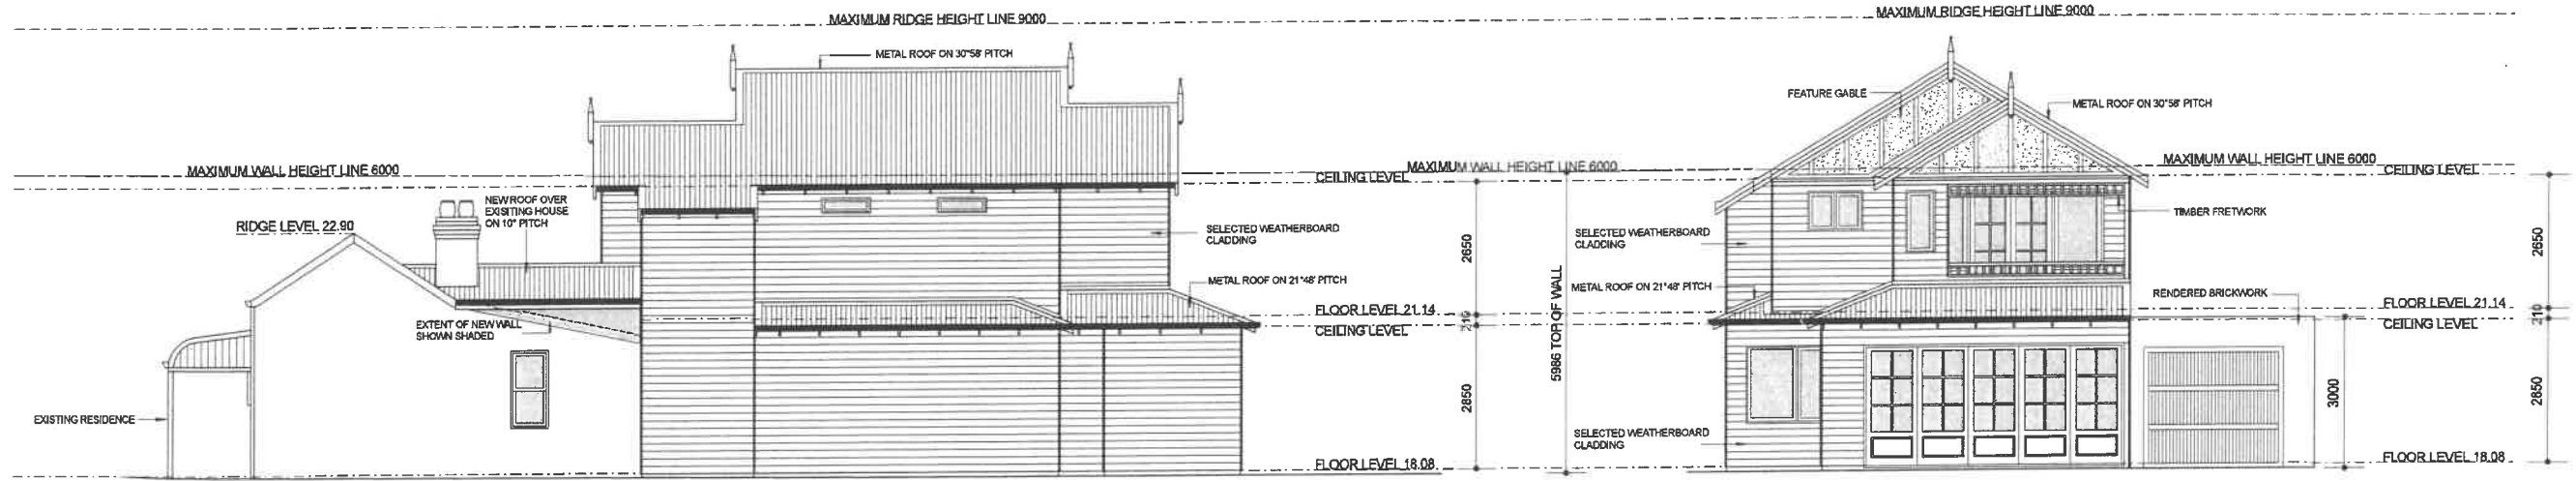 MAXIMUM RIDGE HEIGHT LINE 9000
METAL ROOF ON 30°58' PITCH
MAXIMUM WALL HEIGHT LINE 6000
MAXIMUM WALL HEIGHT LINE 6000
CEILING LEVEL
NEW ROOF OVER
EXISITING HOUSE
ON 10° PITCH
RIDGE LEVEL 22.90
SELECTED WEATHERBOARD
CLADDING
2650
METAL ROOF ON 21°48' PITCH
FLOOR LEVEL 21.14
210
CEILING LEVEL
EXTENT OF NEW WALL
SHOWN SHADED
5986 TOP OF WALL
2850
EXISTING RESIDENCE
FLOOR LEVEL 18.08
MAXIMUM RIDGE HEIGHT LINE 9000
FEATURE GABLE
METAL ROOF ON 30°58' PITCH
MAXIMUM WALL HEIGHT LINE 6000
CEILING LEVEL
TIMBER FRETWORK
SELECTED WEATHERBOARD
CLADDING
2650
METAL ROOF ON 21°48' PITCH
RENDERED BRICKWORK
FLOOR LEVEL 21.14
210
CEILING LEVEL
3000
2850
SELECTED WEATHERBOARD
CLADDING
FLOOR LEVEL 18.08